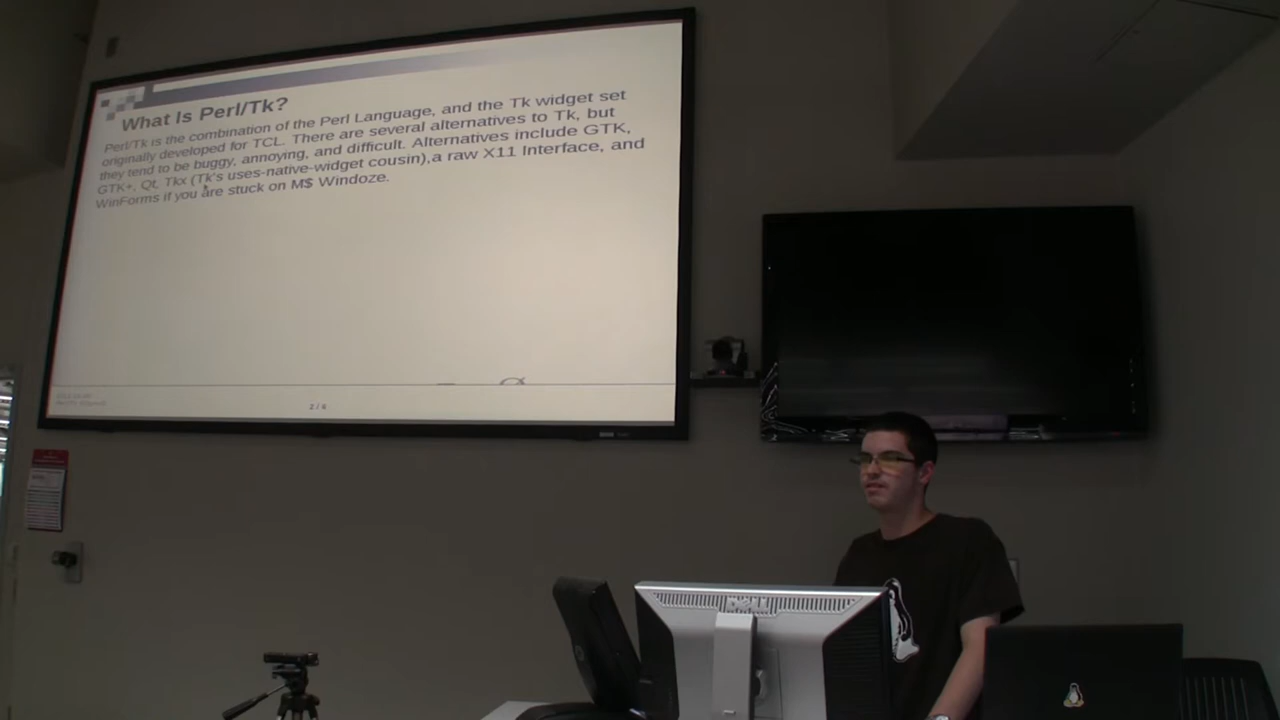 What Is Perl/Tk?
Perl/Tk is the combination of the Perl Language, and the Tk widget set
originally developed for TCL. There are several alternatives to Tk, but
they tend to be buggy, annoying, and difficult. Alternatives include GTK,
GTK+, Qt, Tkx (Tk's uses-native-widget cousin),a raw X11 Interface, and
WinForms if you are stuck on M$ Windoze.
2 / 6
DELL